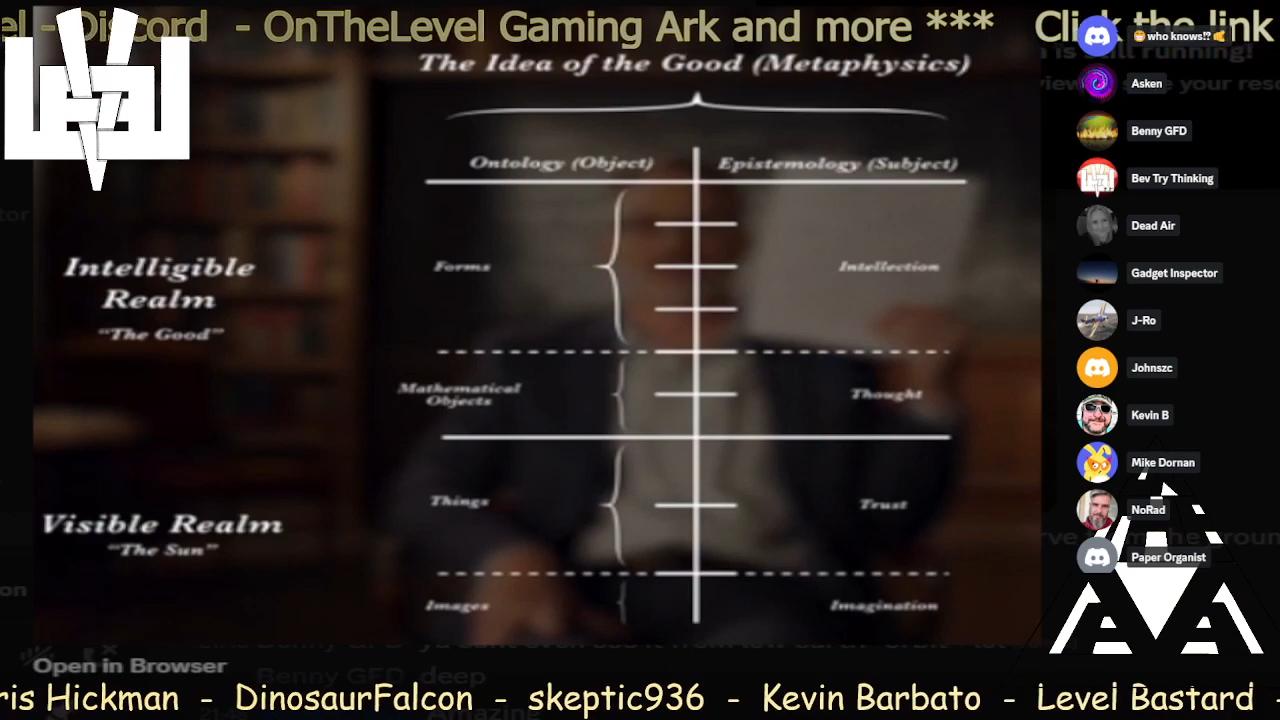 el - Discord - OnTheLevel Gaming Ark and more *** Click the link
The Idea of the Good (Metaphysics)
Ontology (Object)
Epistemology (Subject)
Intelligible
Realm
"The Good"
Forms
Intellection
Mathematical
Objects
Thought
Things
Trust
Visible Realm
"The Sun"
Images
Imagination
Open in Browser
who knows!?
Asken
Benny GFD
Bev Try Thinking
Dead Air
Gadget Inspector
J-Ro
Johnszc
Kevin B
Mike Dornan
NoRad
Paper Organist
Benny GFD deep
ris Hickman - DinosaurFalcon - skeptic936 - Kevin Barbato - Level Bastard -